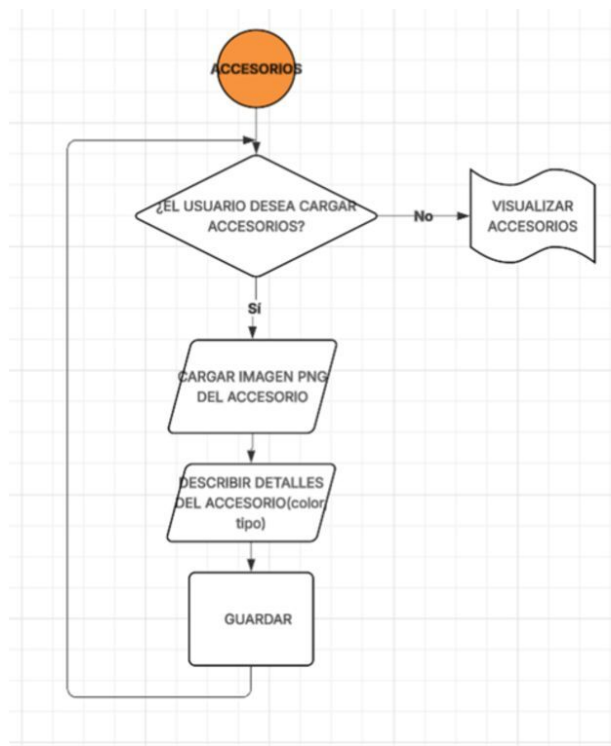 ACCESORIOS
¿EL USUARIO DESEA CARGAR
ACCESORIOS?
No
VISUALIZAR
ACCESORIOS
Sí
CARGAR IMAGEN PNG
DEL ACCESORIO
DESCRIBIR DETALLES
DEL ACCESORIO(color,
tipo)
GUARDAR